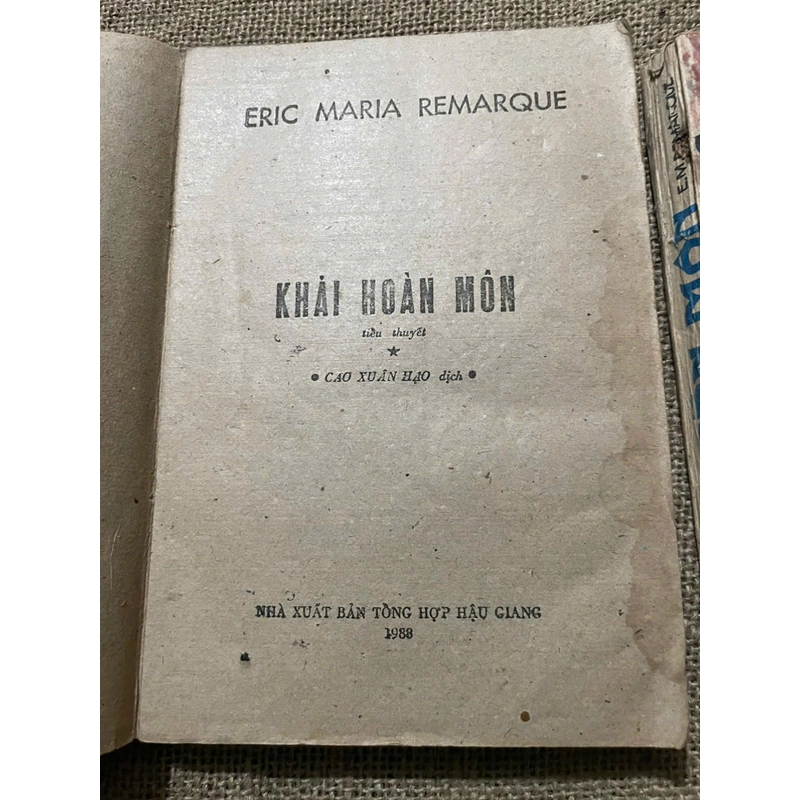 ERIC MARIA REMARQUE
KHẢI HOÀN MÔN
tiểu thuyết
★
• CAO XUÂN HẠO dịch •
NHÀ XUẤT BẢN TỔNG HỢP HẬU GIANG
1988
MÔN